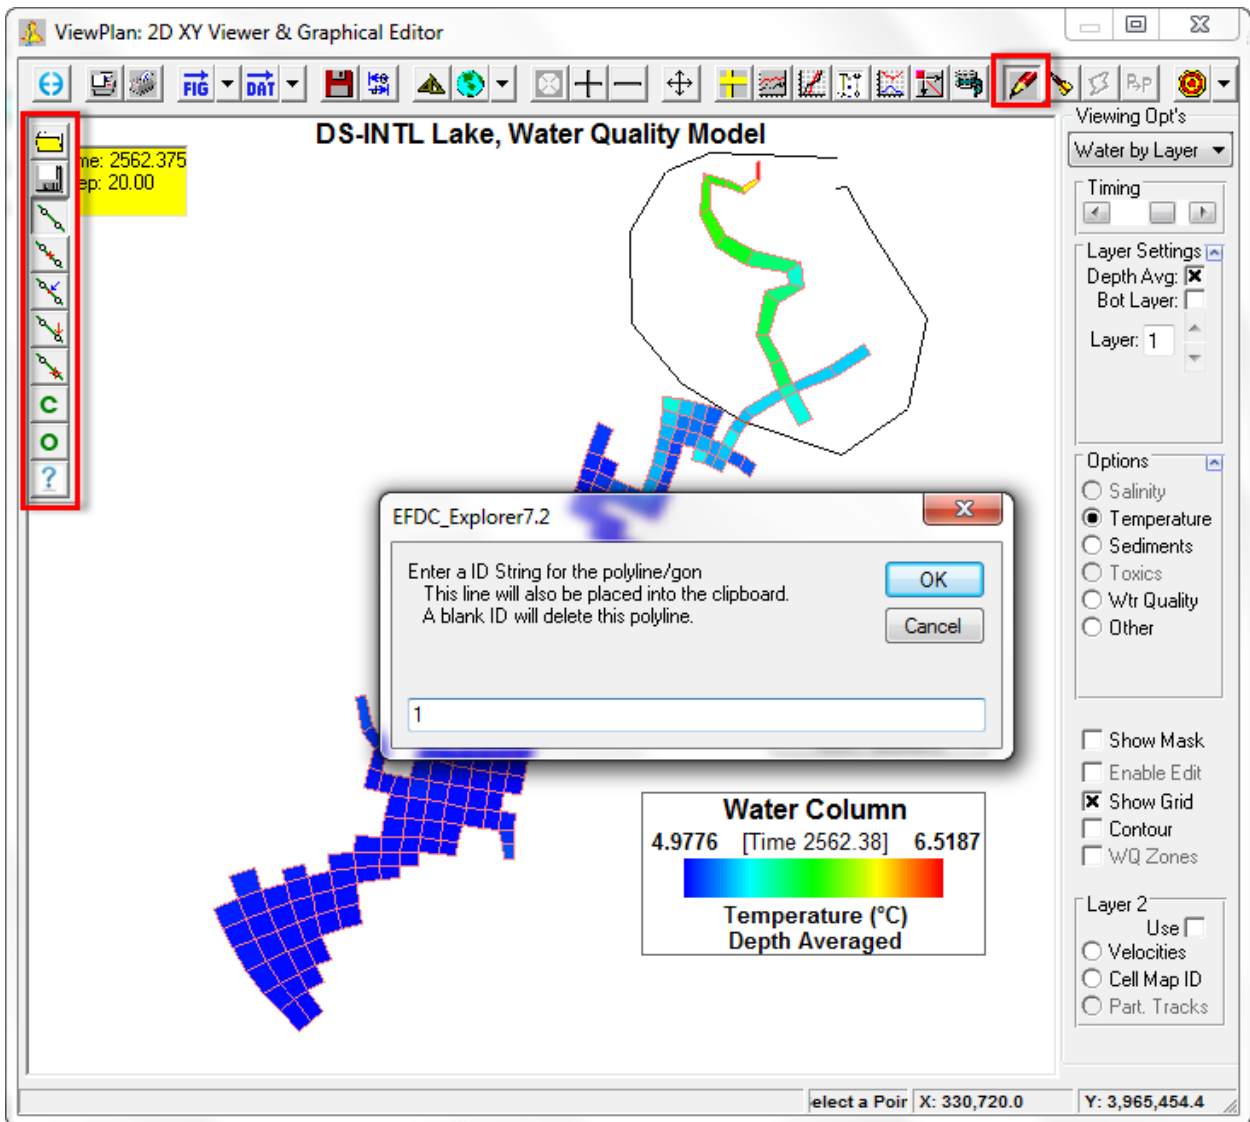 ViewPlan: 2D XY Viewer & Graphical Editor
FIG
DAT
R>P
DS-INTL Lake, Water Quality Model
me: 2562.375
ep: 20.00
C
O
?
Viewing Opt's
Water by Layer
Timing
Layer Settings
Depth Avg:
Bot Layer:
Layer: 1
Options
Salinity
Temperature
Sediments
Toxics
Wtr Quality
Other
EFDC_Explorer7.2
Enter a ID String for the polyline/gon
This line will also be placed into the clipboard.
A blank ID will delete this polyline.
OK
Cancel
1
Show Mask
Enable Edit
Show Grid
Contour
WQ Zones
Water Column
4.9776 [Time 2562.38] 6.5187
Temperature (°C)
Depth Averaged
Layer 2
Use
Velocities
Cell Map ID
Part. Tracks
elect a Poir
X: 330,720.0
Y: 3,965,454.4